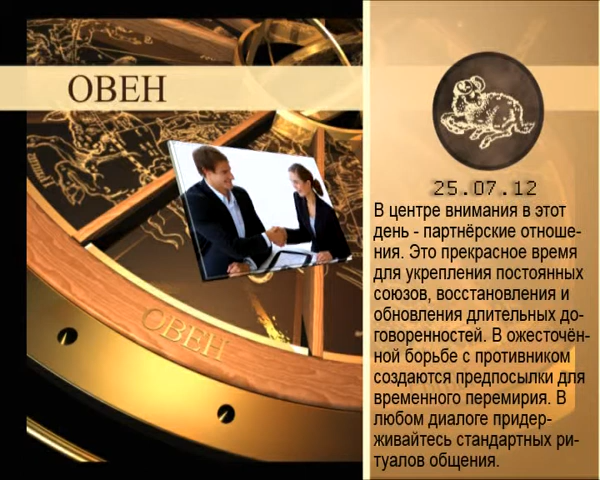 ОВЕН
25.07.12
В центре внимания в этот
день - партнёрские отноше-
ния. Это прекрасное время
для укрепления постоянных
союзов, восстановления и
обновления длительных до-
говоренностей. В ожесточён-
ной борьбе с противником
создаются предпосылки для
временного перемирия. В
любом диалоге придер-
живайтесь стандартных ри-
туалов общения.
ОВЕН